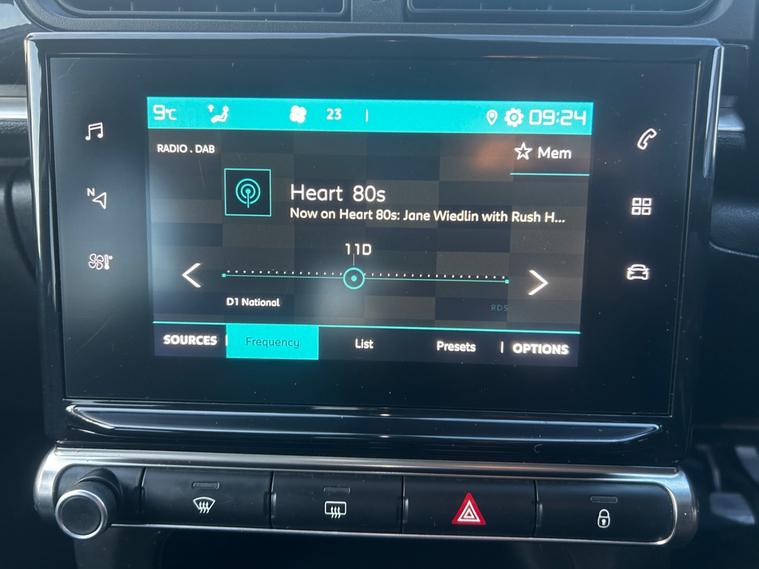 9°C 23 09:24
RADIO . DAB
Mem
Heart 80s
Now on Heart 80s: Jane Wiedlin with Rush H...
11D
D1 National
RDS
SOURCES Frequency List Presets OPTIONS
N